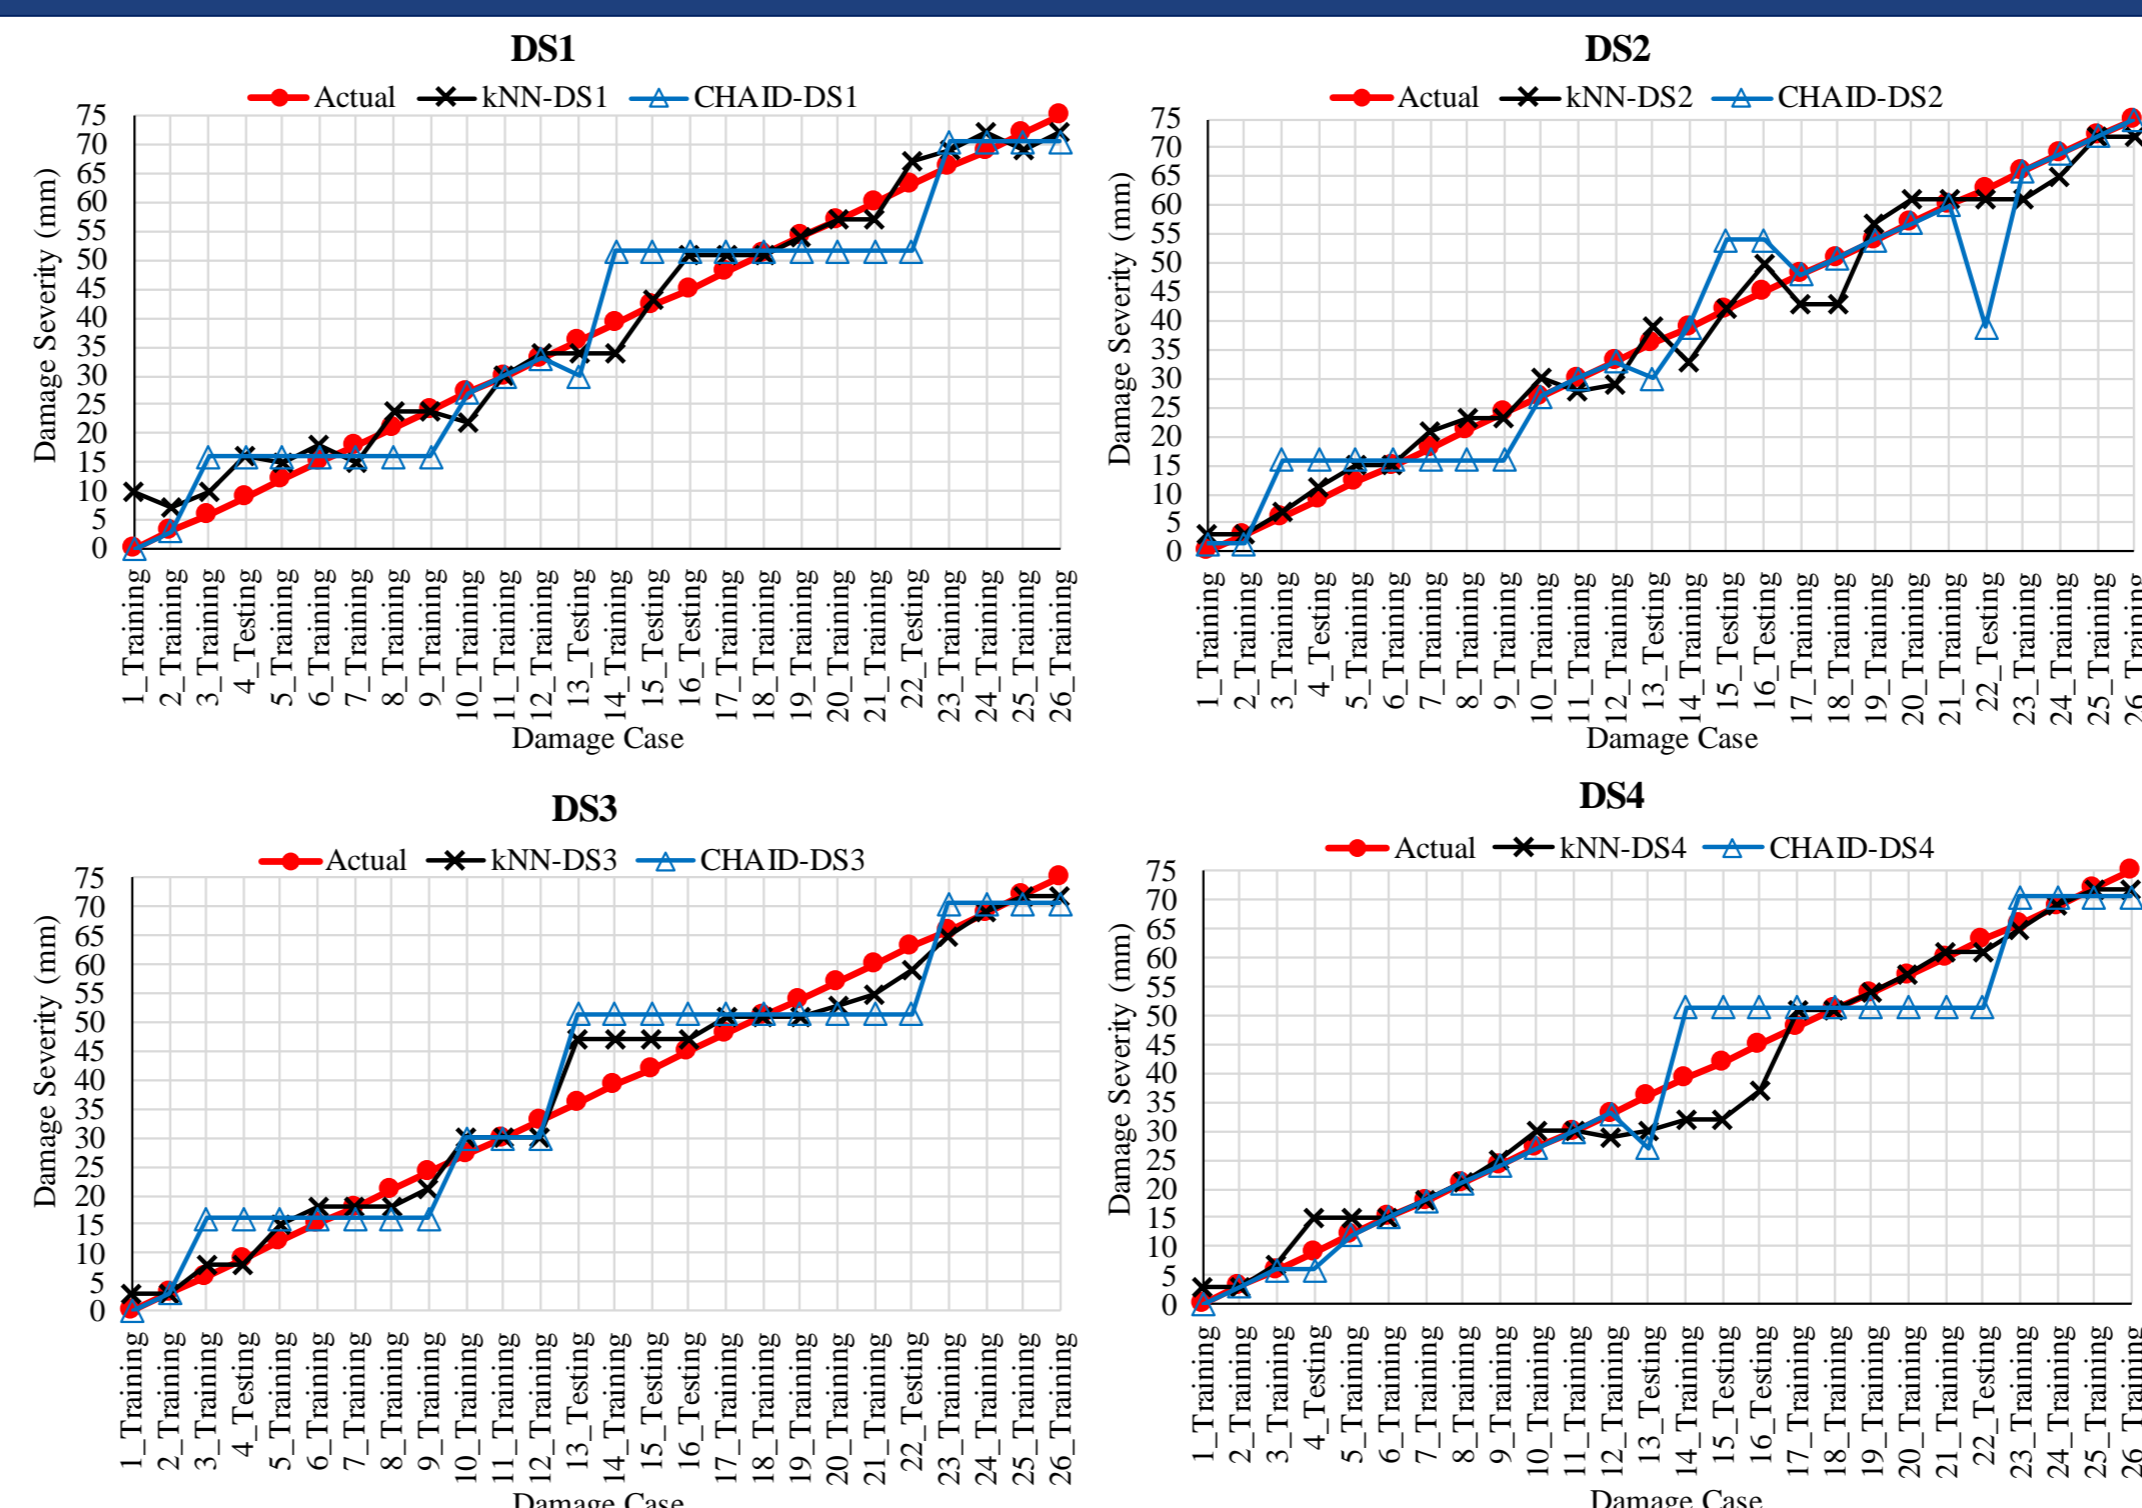 DS1
Actual kNN-DS1 CHAID-DS1
Damage Severity (mm)
75
70
65
60
55
50
45
40
35
30
25
20
15
10
5
0
1_Training
2_Training
3_Training
4_Testing
5_Training
6_Training
7_Training
8_Training
9_Training
10_Training
11_Training
12_Training
13_Testing
14_Training
15_Testing
16_Testing
17_Training
18_Training
19_Training
20_Training
21_Training
22_Testing
23_Training
24_Training
25_Training
26_Training
Damage Case
DS2
Actual kNN-DS2 CHAID-DS2
Damage Severity (mm)
75
70
65
60
55
50
45
40
35
30
25
20
15
10
5
0
1_Training
2_Training
3_Training
4_Testing
5_Training
6_Training
7_Training
8_Training
9_Training
10_Training
11_Training
12_Training
13_Testing
14_Training
15_Testing
16_Testing
17_Training
18_Training
19_Training
20_Training
21_Training
22_Testing
23_Training
24_Training
25_Training
26_Training
Damage Case
DS3
Actual kNN-DS3 CHAID-DS3
Damage Severity (mm)
75
70
65
60
55
50
45
40
35
30
25
20
15
10
5
0
1_Training
2_Training
3_Training
4_Testing
5_Training
6_Training
7_Training
8_Training
9_Training
10_Training
11_Training
12_Training
13_Testing
14_Training
15_Testing
16_Testing
17_Training
18_Training
19_Training
20_Training
21_Training
22_Testing
23_Training
24_Training
25_Training
26_Training
Damage Case
DS4
Actual kNN-DS4 CHAID-DS4
Damage Severity (mm)
75
70
65
60
55
50
45
40
35
30
25
20
15
10
5
0
1_Training
2_Training
3_Training
4_Testing
5_Training
6_Training
7_Training
8_Training
9_Training
10_Training
11_Training
12_Training
13_Testing
14_Training
15_Testing
16_Testing
17_Training
18_Training
19_Training
20_Training
21_Training
22_Testing
23_Training
24_Training
25_Training
26_Training
Damage Case